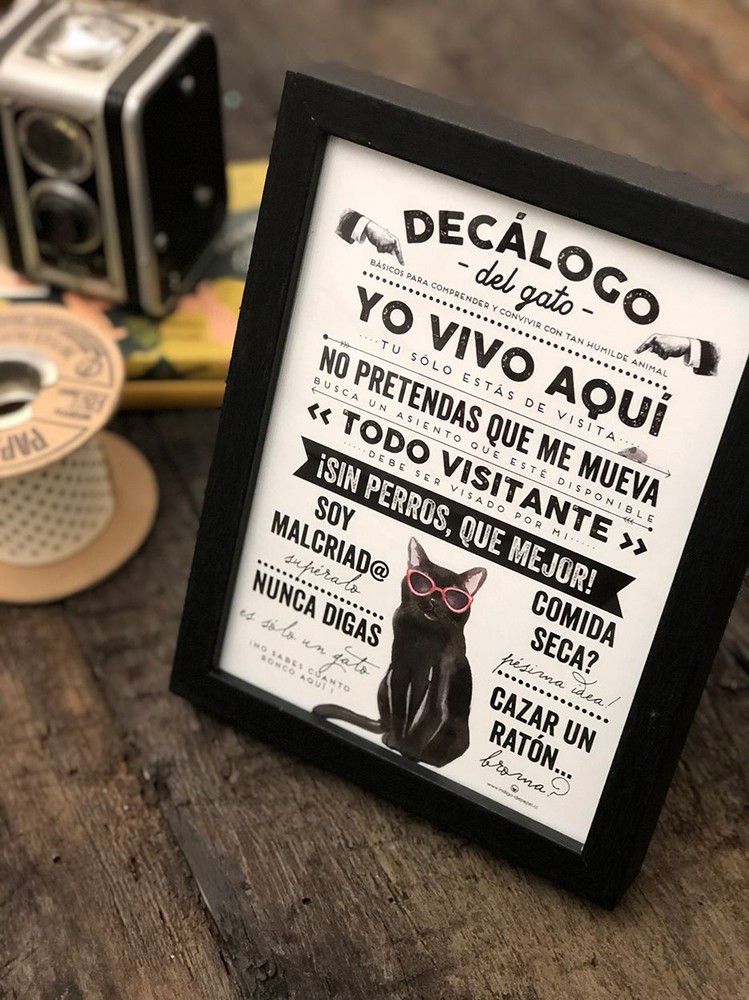 DECÁLOGO
- del gato -
BÁSICOS PARA COMPRENDER Y CONVIVIR CON TAN HUMILDE ANIMAL
YO VIVO AQUÍ
....TU SÓLO ESTÁS DE VISITA....
NO PRETENDAS QUE ME MUEVA
BUSCA UN ASIENTO QUE ESTÉ DISPONIBLE
« TODO VISITANTE »
.....DEBE SER VISADO POR MI.....
¡SIN PERROS, QUE MEJOR!
SOY
MALCRIAD@
supéralo
NUNCA DIGAS
es sólo un gato
¡NO SABES CUANTO
RONCO AQUÍ!
COMIDA
SECA?
pésima idea!
CAZAR UN
RATÓN...
broma?
PAP